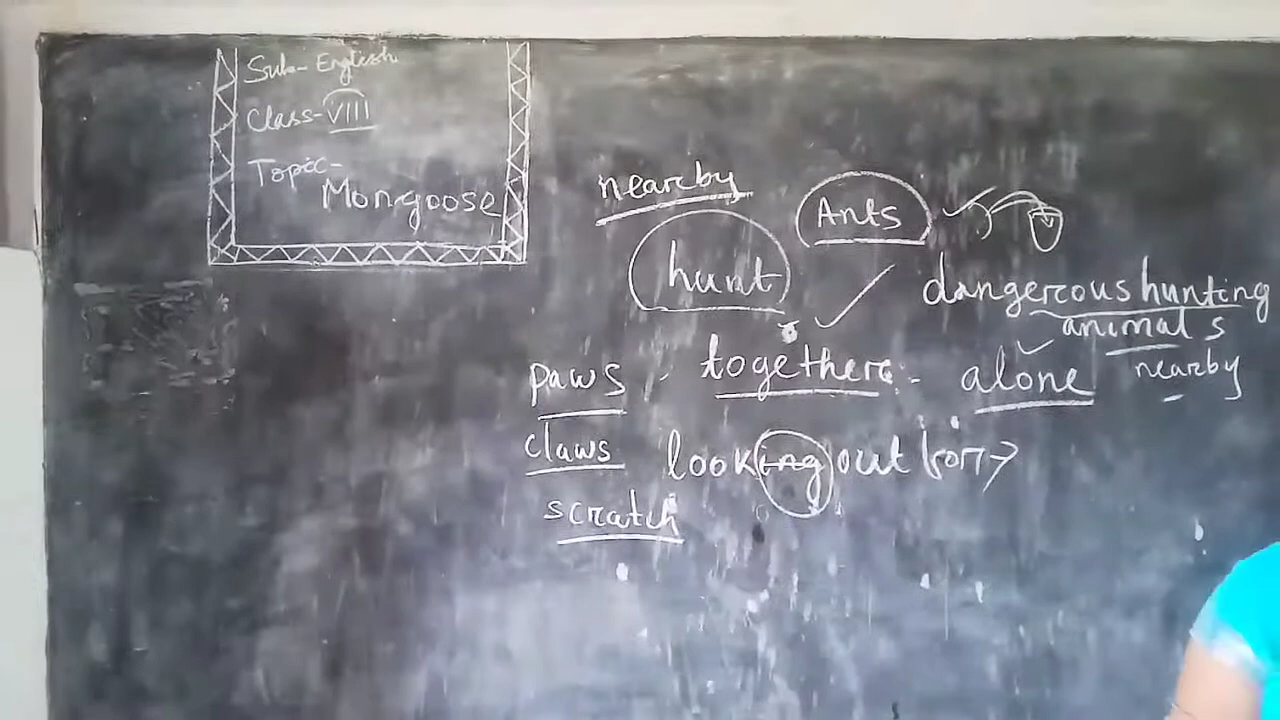 Sub- English
Class-VIII
Topic-
Mongoose
nearby
Ants
hunt
dangerous hunting
animals
paws
together
alone
nearby
claws
looking out for
scratch